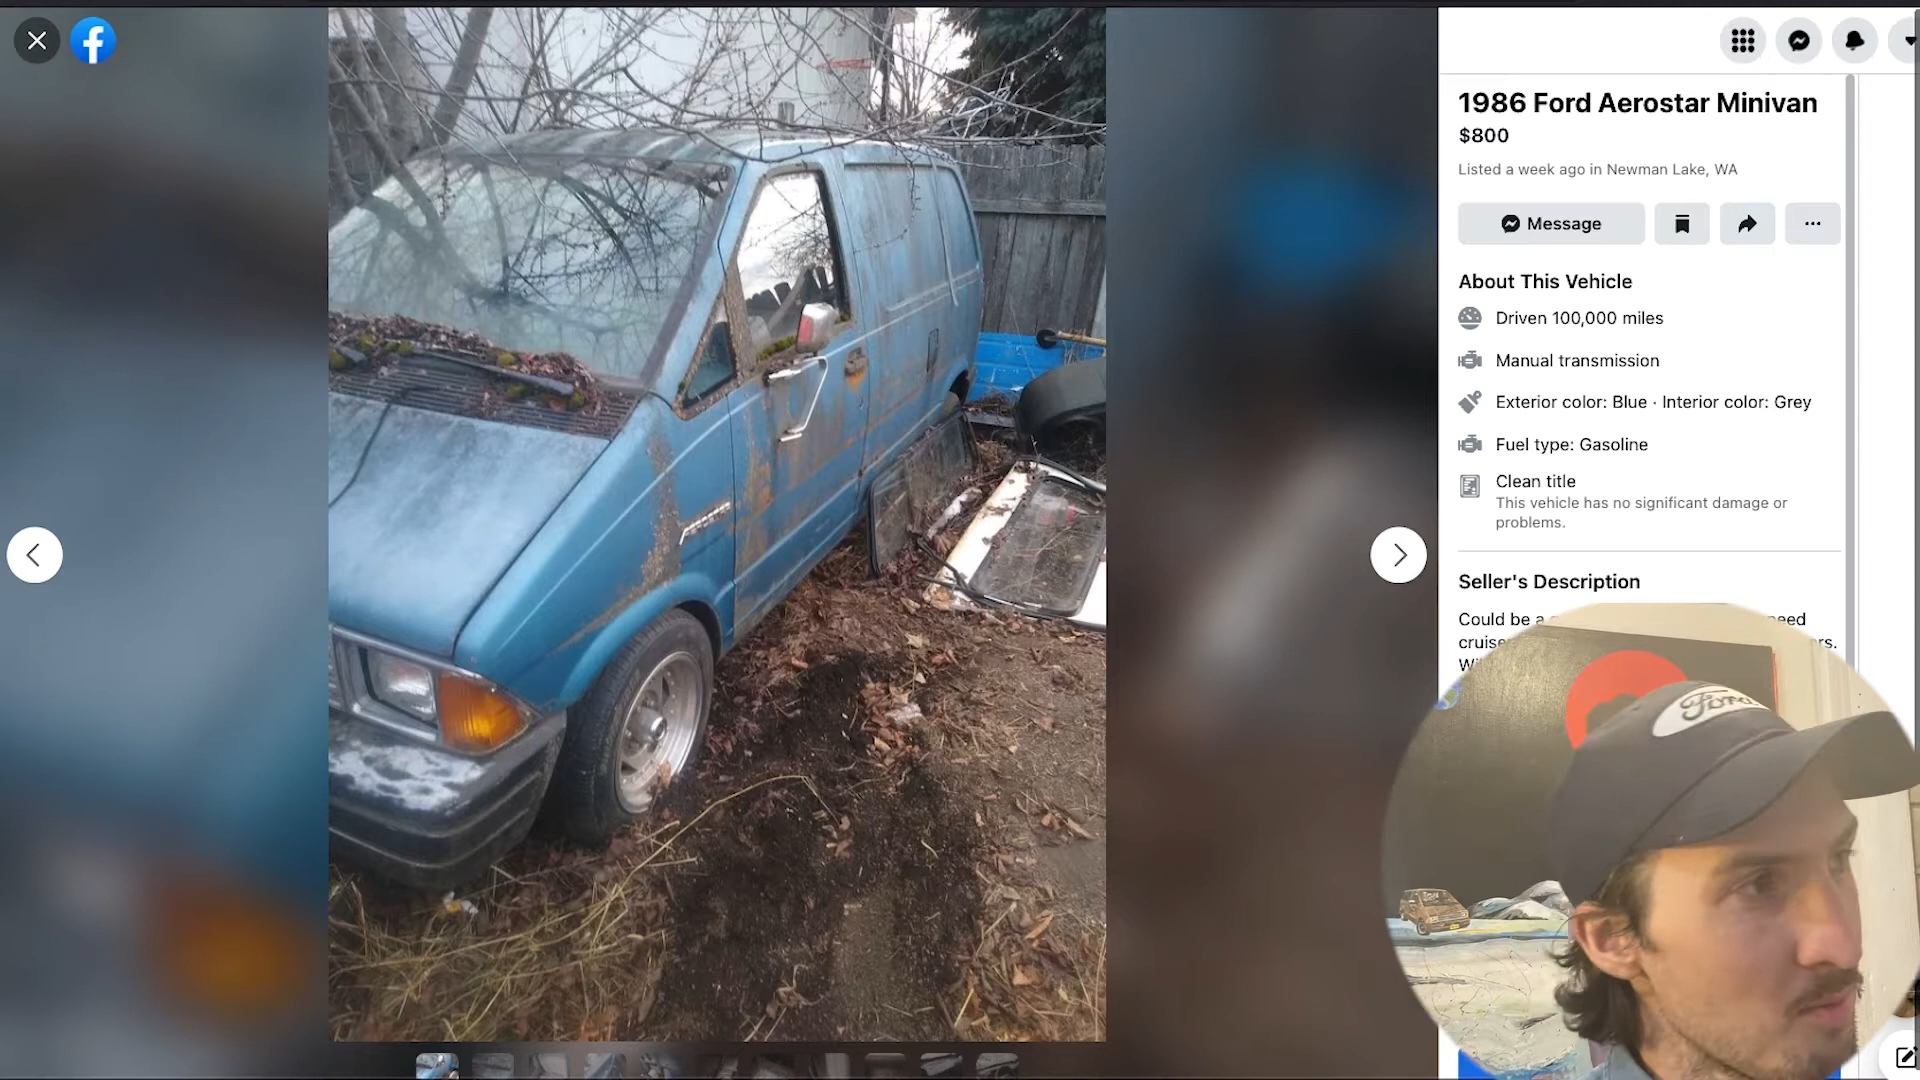 1986 Ford Aerostar Minivan
$800
Listed a week ago in Newman Lake, WA
Message
About This Vehicle
Driven 100,000 miles
Manual transmission
Exterior color: Blue · Interior color: Grey
Fuel type: Gasoline
Clean title
This vehicle has no significant damage or
problems.
Seller's Description
Could be a
cruise
Ford